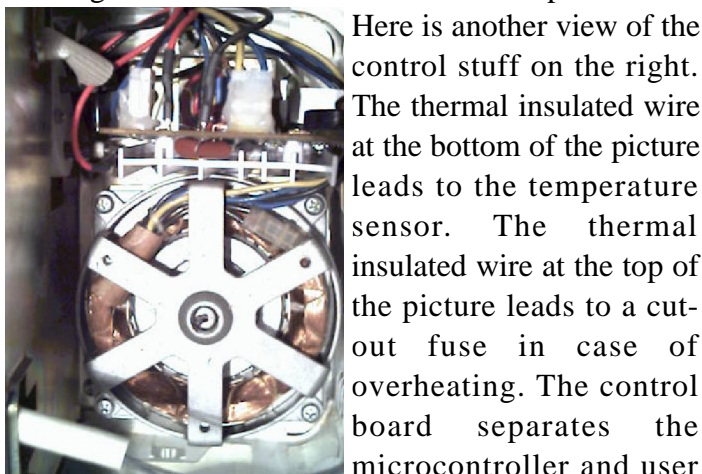 Here is another view of the
control stuff on the right.
The thermal insulated wire
at the bottom of the picture
leads to the temperature
sensor. The thermal
insulated wire at the top of
the picture leads to a cut-
out fuse in case of
overheating. The control
board separates the
microcontroller and user